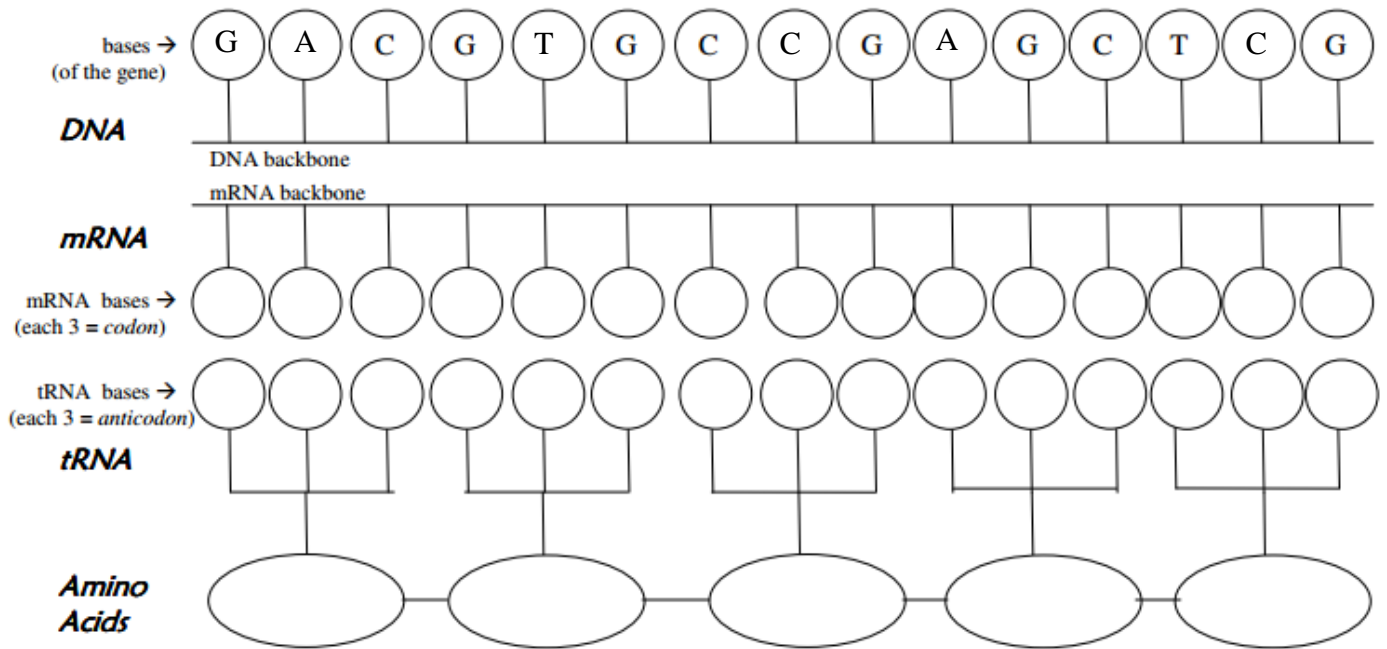 bases → G A C G T G C C G A G C T C G
(of the gene)
DNA
DNA backbone
mRNA backbone
mRNA
mRNA bases →
(each 3 = codon)
tRNA bases →
(each 3 = anticodon)
tRNA
Amino
Acids